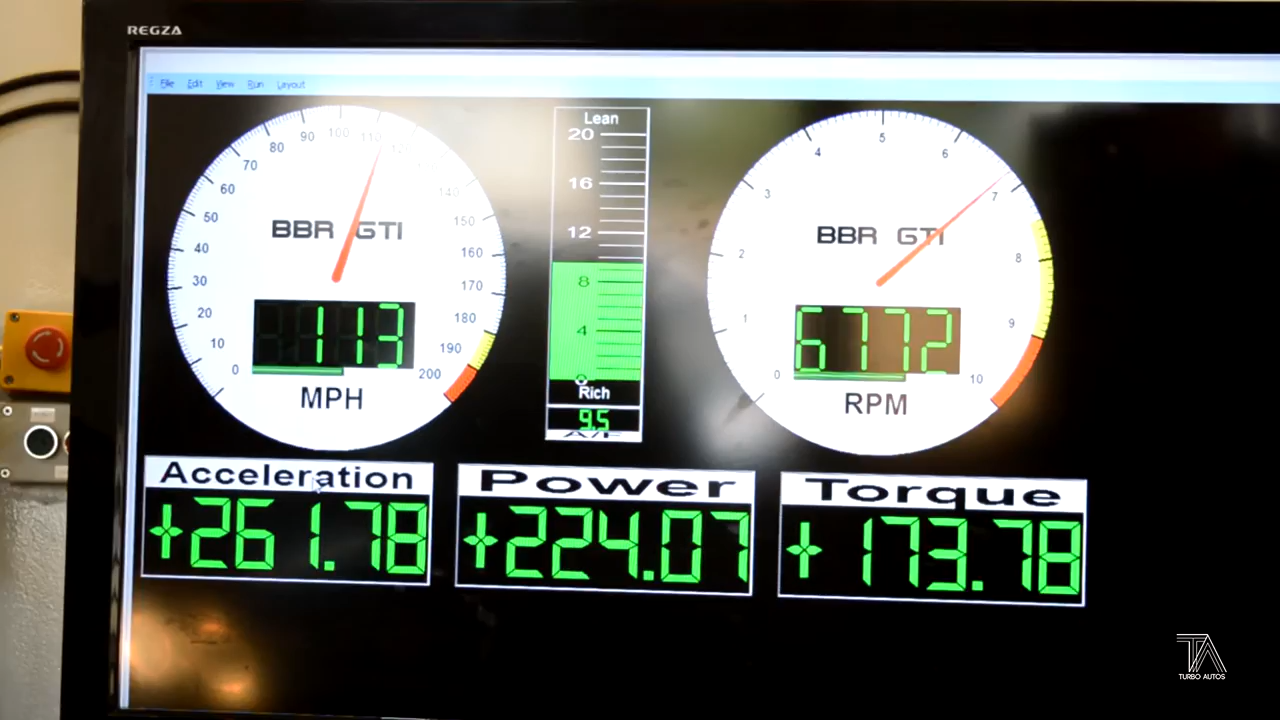 REGZA
File Edit View Run Layout
0 10 20 30 40 50 60 70 80 90 100 110 120 140 150 160 170 180 190 200
BBR GTI
113
MPH
Lean
20
16
12
8
4
0
Rich
9.5
A/F
0 1 2 3 4 5 6 7 8 9 10
BBR GTI
6772
RPM
Acceleration
+261.78
Power
+224.07
Torque
+173.78
TA
TURBO AUTOS